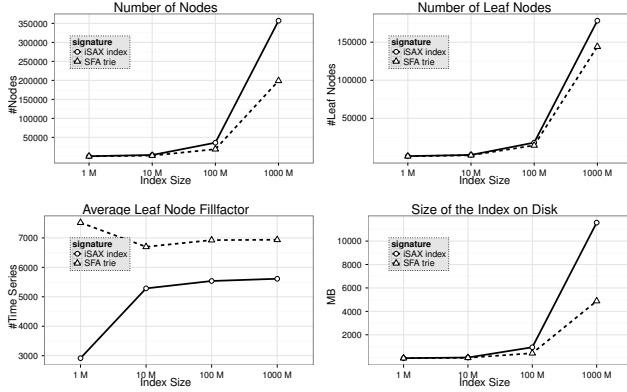 Number of Nodes
350000
300000
250000
200000
150000
100000
50000
#Nodes
signature
iSAX index
SFA trie
1 M
10 M
100 M
1000 M
Index Size
Number of Leaf Nodes
150000
100000
50000
#Leaf Nodes
signature
iSAX index
SFA trie
1 M
10 M
100 M
1000 M
Index Size
Average Leaf Node Fillfactor
7000
6000
5000
4000
3000
#Time Series
signature
iSAX index
SFA trie
1 M
10 M
100 M
1000 M
Index Size
Size of the Index on Disk
10000
8000
6000
4000
2000
MB
signature
iSAX index
SFA trie
1 M
10 M
100 M
1000 M
Index Size